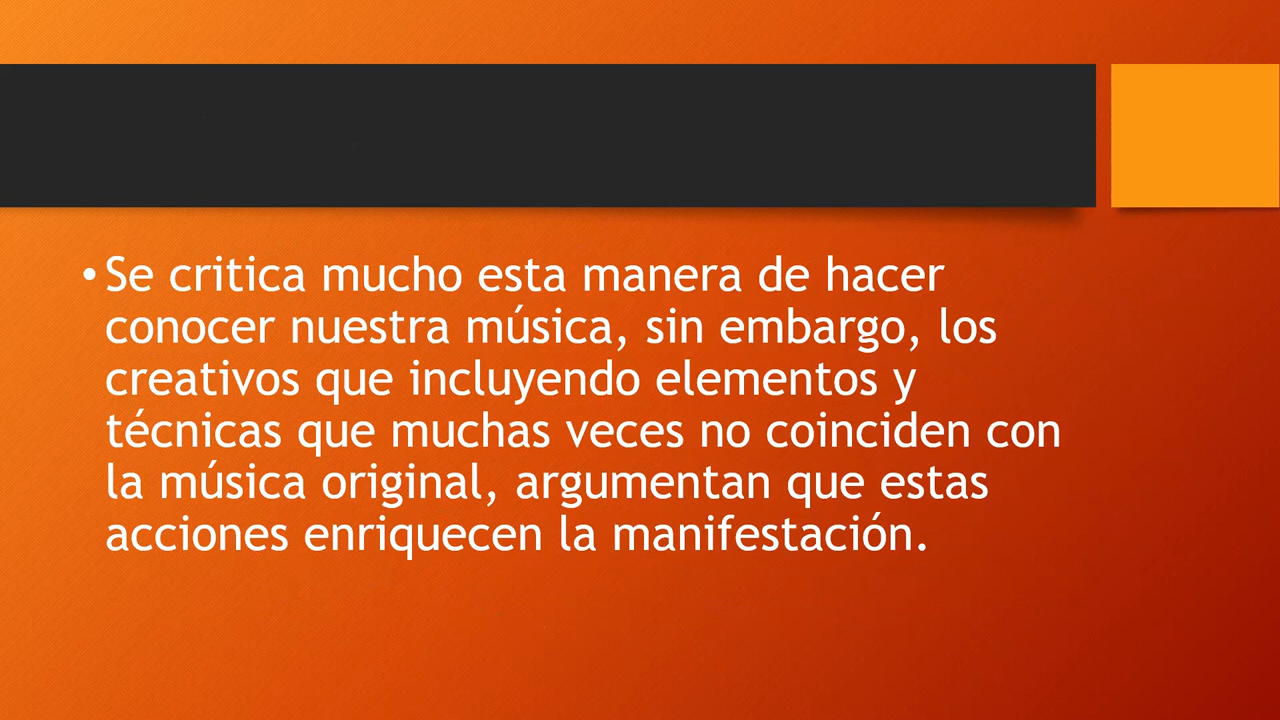 •Se critica mucho esta manera de hacer
conocer nuestra música, sin embargo, los
creativos que incluyendo elementos y
técnicas que muchas veces no coinciden con
la música original, argumentan que estas
acciones enriquecen la manifestación.